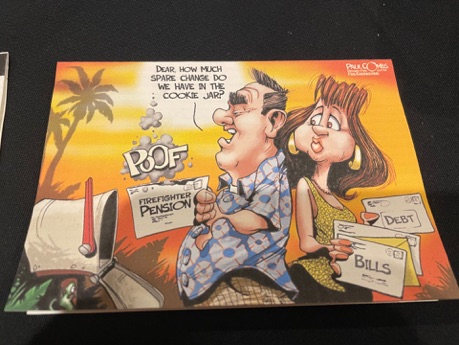 DEAR, HOW MUCH
SPARE CHANGE DO
WE HAVE IN THE
COOKIE JAR?
PAUL COMBS
POOF
FIREFIGHTER
PENSION
DEBT
BILLS